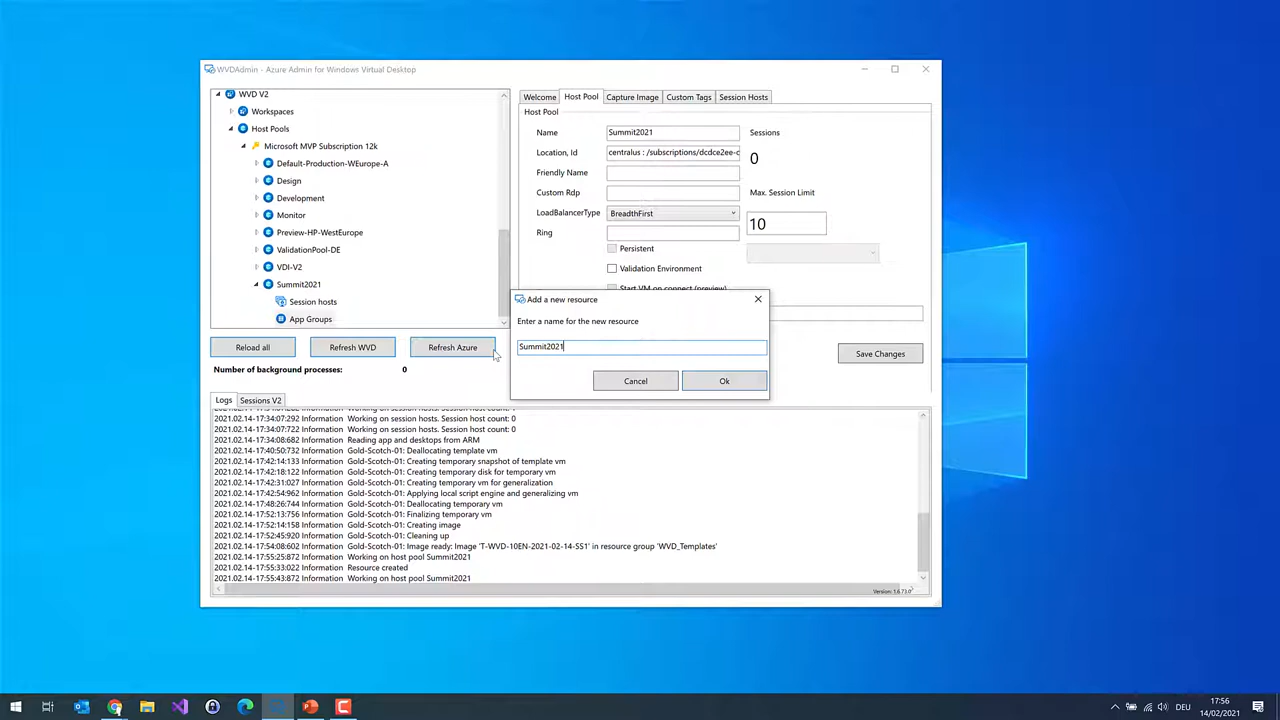 WVDAdmin - Azure Admin for Windows Virtual Desktop
WVD V2
Workspaces
Host Pools
Microsoft MVP Subscription 12k
Default-Production-WEurope-A
Design
Development
Monitor
Preview-HP-WestEurope
ValidationPool-DE
VDI-V2
Summit2021
Session hosts
App Groups
Reload all
Refresh WVD
Refresh Azure
Number of background processes: 0
Welcome
Host Pool
Capture Image
Custom Tags
Session Hosts
Host Pool
Name Summit2021 Sessions
Location, Id centralus : /subscriptions/dcdce2ee-c
0
Friendly Name
Custom Rdp Max. Session Limit
LoadBalancerType BreadthFirst
10
Ring
Persistent
Validation Environment
Start VM on connect (preview)
Add a new resource
Enter a name for the new resource
Summit2021
Cancel
Ok
Save Changes
Logs
Sessions V2
2021.02.14-17:34:07:292 Information Working on session hosts. Session host count: 0
2021.02.14-17:34:07:722 Information Working on session hosts. Session host count: 0
2021.02.14-17:34:08:682 Information Reading app and desktops from ARM
2021.02.14-17:40:50:732 Information Gold-Scotch-01: Deallocating template vm
2021.02.14-17:42:14:133 Information Gold-Scotch-01: Creating temporary snapshot of template vm
2021.02.14-17:42:18:122 Information Gold-Scotch-01: Creating temporary disk for temporary vm
2021.02.14-17:42:31:027 Information Gold-Scotch-01: Creating temporary vm for generalization
2021.02.14-17:42:54:962 Information Gold-Scotch-01: Applying local script engine and generalizing vm
2021.02.14-17:48:26:744 Information Gold-Scotch-01: Deallocating temporary vm
2021.02.14-17:52:13:756 Information Gold-Scotch-01: Finalizing temporary vm
2021.02.14-17:52:14:158 Information Gold-Scotch-01: Creating image
2021.02.14-17:52:45:920 Information Gold-Scotch-01: Cleaning up
2021.02.14-17:54:08:602 Information Gold-Scotch-01: Image ready: Image 'T-WVD-10EN-2021-02-14-SS1' in resource group 'WVD_Templates'
2021.02.14-17:55:25:872 Information Working on host pool Summit2021
2021.02.14-17:55:33:022 Information Resource created
2021.02.14-17:55:43:872 Information Working on host pool Summit2021
Version: 1.6.73.0
DEU
17:56
14/02/2021